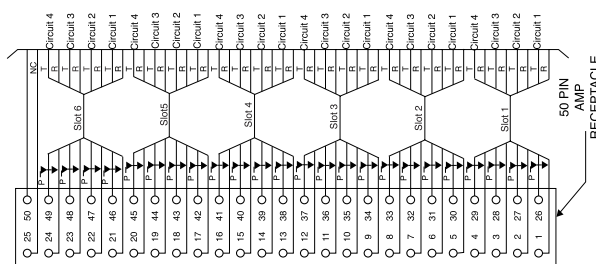 Circuit 4 Circuit 3 Circuit 2 Circuit 1 Circuit 4 Circuit 3 Circuit 2 Circuit 1 Circuit 4 Circuit 3 Circuit 2 Circuit 1 Circuit 4 Circuit 3 Circuit 2 Circuit 1 Circuit 4 Circuit 3 Circuit 2 Circuit 1 Circuit 4 Circuit 3 Circuit 2 Circuit 1
NC T R T R T R T R T R T R T R T R T R T R T R T R T R T R T R T R T R T R T R T R T R T R T R T R
Slot 6 Slot5 Slot 4 Slot 3 Slot 2 Slot 1
50 PIN
AMP
RECEPTACLE
P P P P P P P P P P P P P P P P P P P P P P P P
50 49 48 47 46 45 44 43 42 41 40 39 38 37 36 35 34 33 32 31 30 29 28 27 26
25 24 23 22 21 20 19 18 17 16 15 14 13 12 11 10 9 8 7 6 5 4 3 2 1